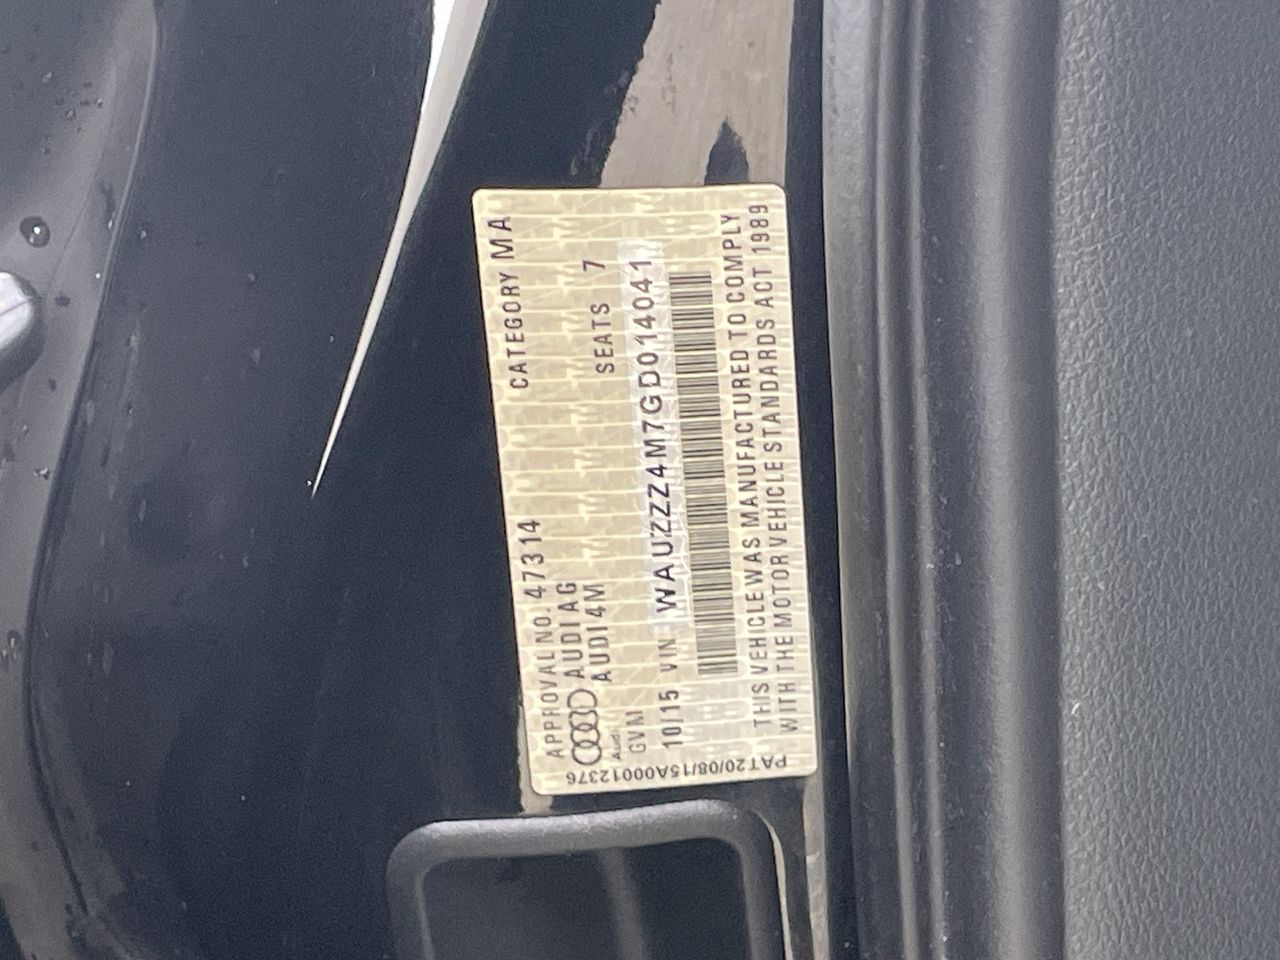 APPROVAL NO. 47314 CATEGORY MA
AUDI AG
AUDI 4M SEATS 7
Audi
GVM
10/15 VIN WAUZZZ4M7GD014041
THIS VEHICLE WAS MANUFACTURED TO COMPLY
WITH THE MOTOR VEHICLE STANDARDS ACT 1989
PAT20/08/15A00012376